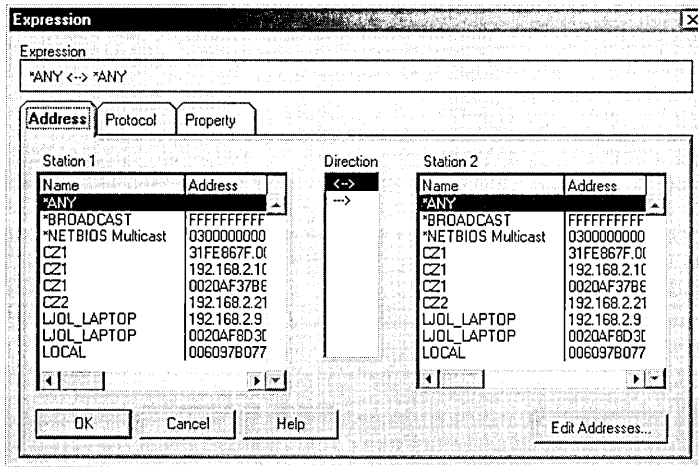 Expression
Expression
*ANY <--> *ANY
Address Protocol Property
Station 1 Direction Station 2
Name Address <--> Name Address
*ANY ---> *ANY
*BROADCAST FFFFFFFFFF *BROADCAST FFFFFFFFFF
*NETBIOS Multicast 0300000000 *NETBIOS Multicast 0300000000
CZ1 31FE867F.0( CZ1 31FE867F.0(
CZ1 192.168.2.1( CZ1 192.168.2.1(
CZ1 0020AF37BE CZ1 0020AF37BE
CZ2 192.168.2.21 CZ2 192.168.2.21
LJOL_LAPTOP 192.168.2.9 LJOL_LAPTOP 192.168.2.9
LJOL_LAPTOP 0020AF8D3D LJOL_LAPTOP 0020AF8D3D
LOCAL 006097B077 LOCAL 006097B077
OK Cancel Help Edit Addresses...